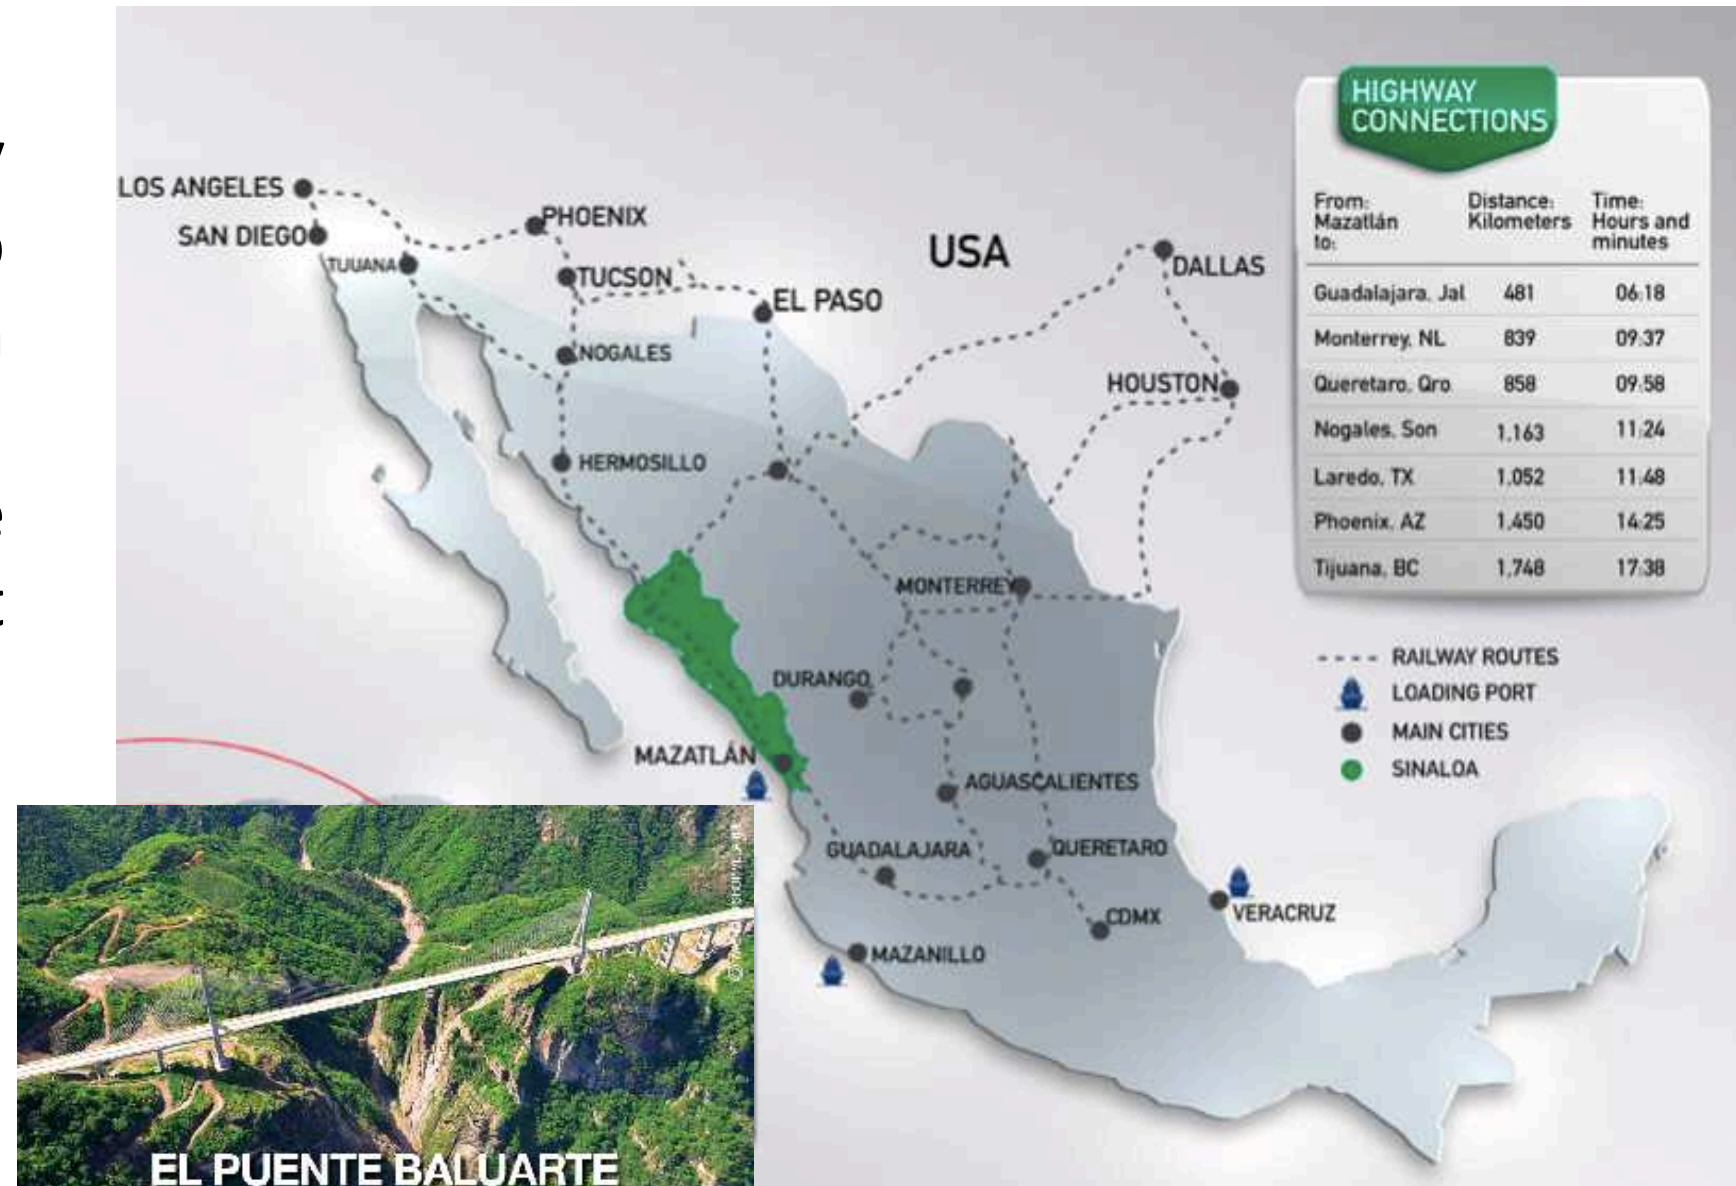 LOS ANGELES
SAN DIEGO
TIJUANA
PHOENIX
TUCSON
EL PASO
NOGALES
HERMOSILLO
USA
DALLAS
HOUSTON
MONTERREY
DURANGO
MAZATLÁN
AGUASCALIENTES
GUADALAJARA
QUERETARO
CDMX
VERACRUZ
MAZANILLO
HIGHWAY
CONNECTIONS
From: Mazatlán to: Distance: Kilometers Time: Hours and minutes
Guadalajara, Jal 481 06:18
Monterrey, NL 839 09:37
Queretaro, Qro 858 09:58
Nogales, Son 1,163 11:24
Laredo, TX 1,052 11:48
Phoenix, AZ 1,450 14:25
Tijuana, BC 1,748 17:38
RAILWAY ROUTES
LOADING PORT
MAIN CITIES
SINALOA
EL PUENTE BALUARTE